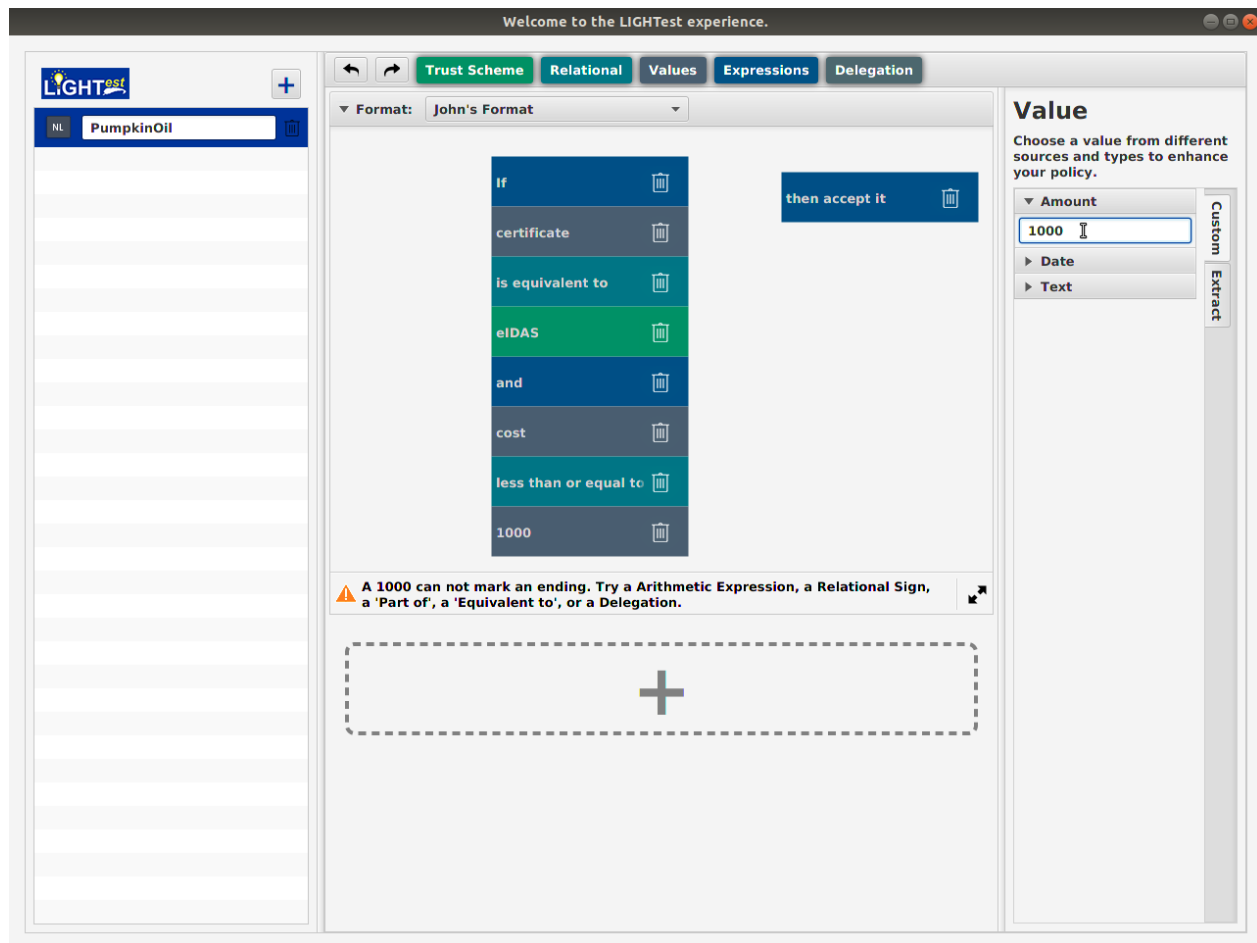 Welcome to the LIGHTest experience.
LIGHTest
+
Trust Scheme Relational Values Expressions Delegation
NL PumpkinOil
Format: John's Format
If
certificate
is equivalent to
eIDAS
and
cost
less than or equal to
1000
then accept it
A 1000 can not mark an ending. Try a Arithmetic Expression, a Relational Sign,
a 'Part of', a 'Equivalent to', or a Delegation.
+
Value
Choose a value from different
sources and types to enhance
your policy.
Amount
1000
Date
Text
Custom
Extract